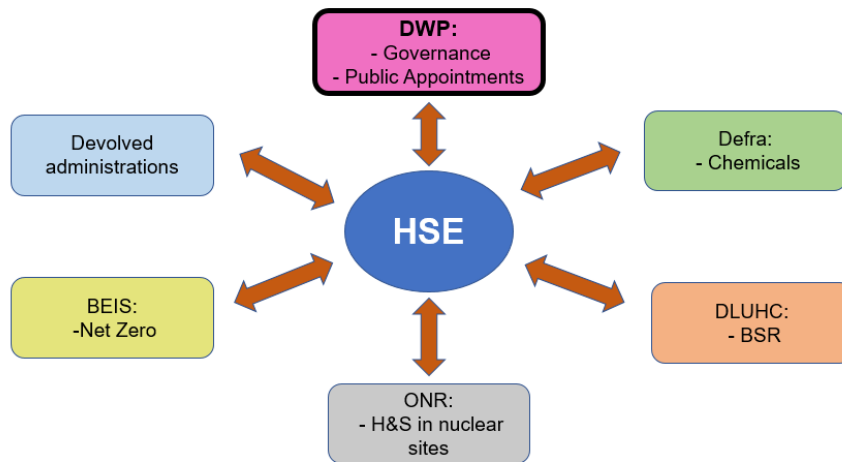 DWP:
- Governance
- Public Appointments
Devolved
administrations
Defra:
- Chemicals
HSE
BEIS:
-Net Zero
DLUHC:
- BSR
ONR:
- H&S in nuclear
sites